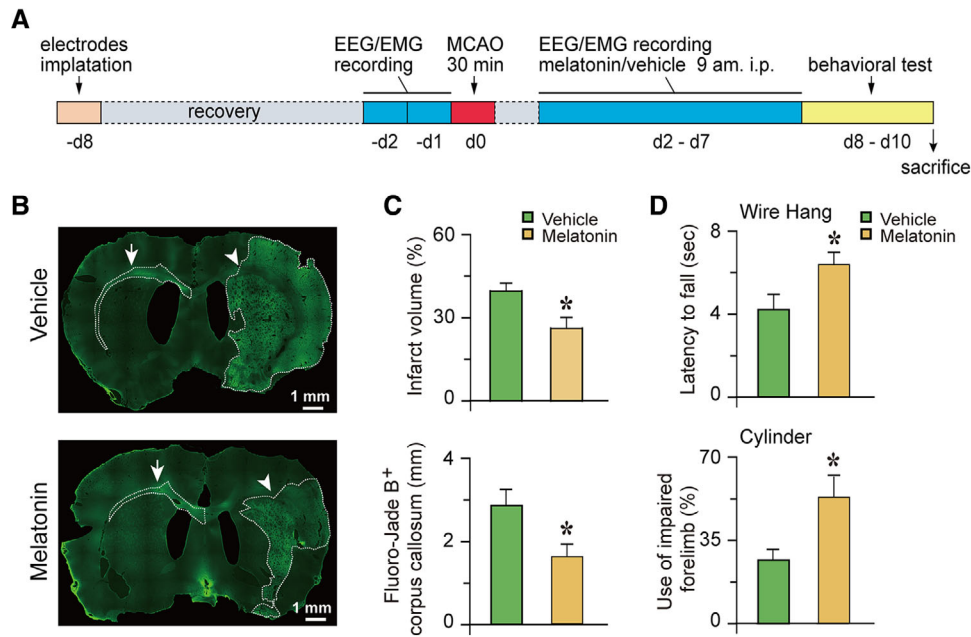 A
electrodes
implatation
EEG/EMG
recording
MCAO
30 min
EEG/EMG recording
melatonin/vehicle 9 am. i.p.
behavioral test
recovery
-d8
-d2
-d1
d0
d2 - d7
d8 - d10
sacrifice
B
Vehicle
1 mm
Melatonin
1 mm
C
Vehicle
Melatonin
Infarct volume (%)
60
30
0
*
Fluoro-Jade B+
corpus callosum (mm)
4
2
0
*
D
Wire Hang
Vehicle
Melatonin
Latency to fall (sec)
8
4
0
*
Cylinder
Use of impaired
forelimb (%)
70
35
0
*